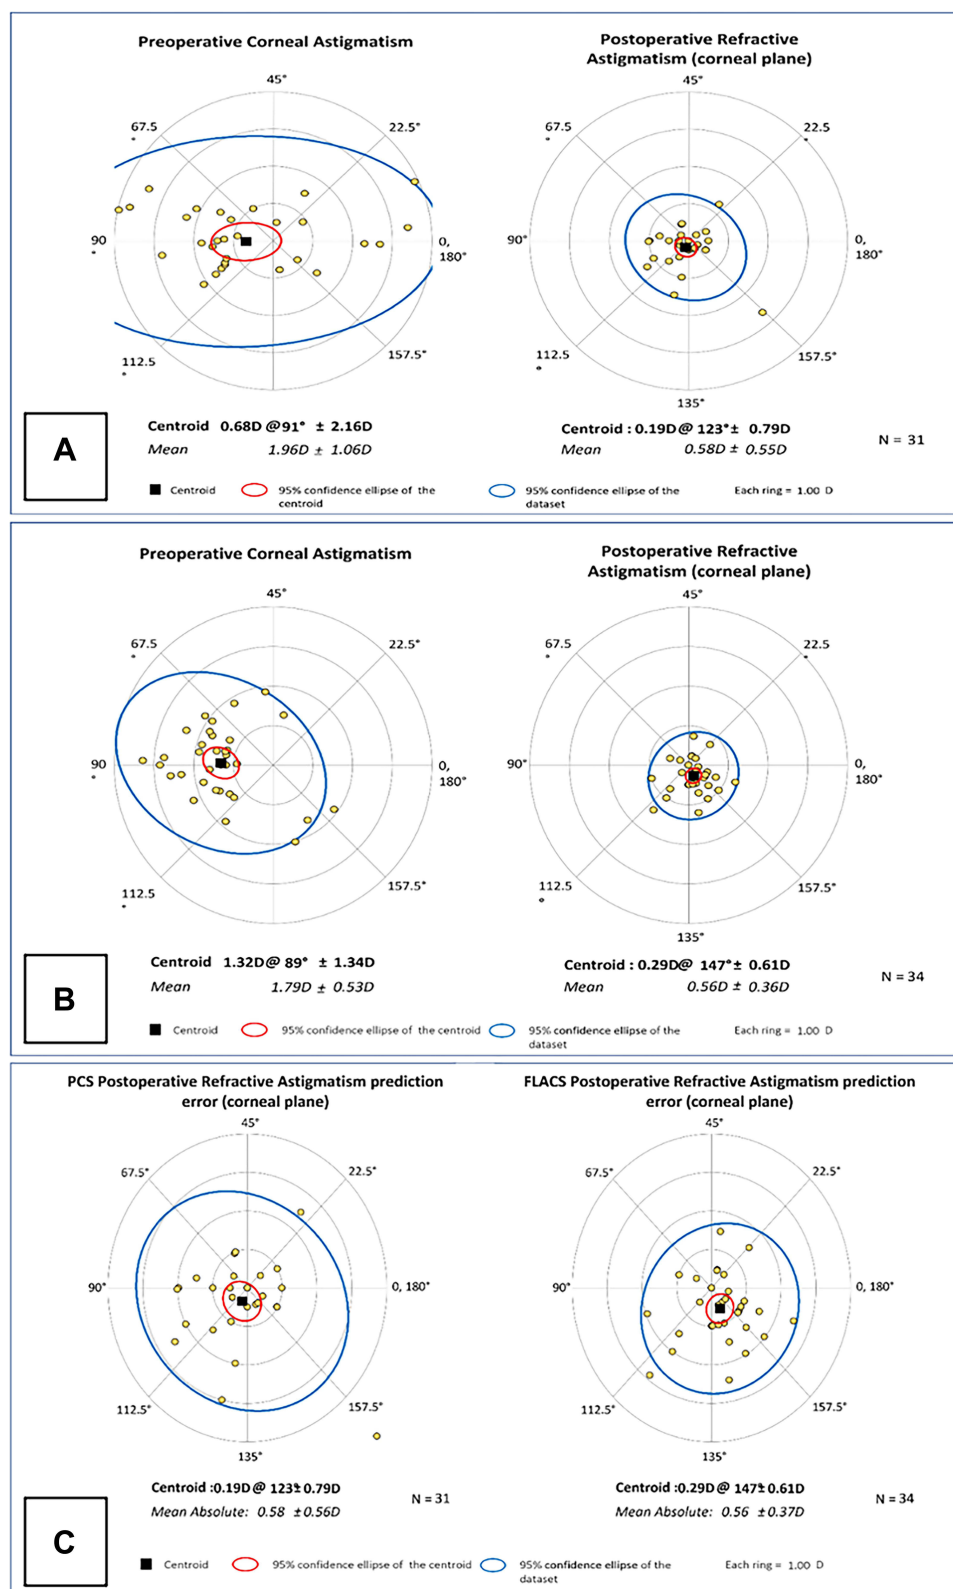 Preoperative Corneal Astigmatism
45°
67.5
°
22.5°
90
°
0,
180°
112.5
°
157.5°
Centroid 0.68D @91° ± 2.16D
Mean 1.96D ± 1.06D
Postoperative Refractive
Astigmatism (corneal plane)
45°
67.5
°
22.5
°
90°
0,
180°
112.5
°
157.5°
135°
Centroid : 0.19D@ 123°± 0.79D
Mean 0.58D ± 0.55D
N = 31
A
Centroid
95% confidence ellipse of the
centroid
95% confidence ellipse of the
dataset
Each ring = 1.00 D
Preoperative Corneal Astigmatism
45°
67.5
°
22.5°
90
°
0,
180°
112.5
°
157.5°
Centroid 1.32D@ 89° ± 1.34D
Mean 1.79D ± 0.53D
Postoperative Refractive
Astigmatism (corneal plane)
45°
67.5
°
22.5
°
90°
0,
180°
112.5
°
157.5°
135°
Centroid : 0.29D@ 147°± 0.61D
Mean 0.56D ± 0.36D
N = 34
B
Centroid
95% confidence ellipse of the centroid
95% confidence ellipse of the
dataset
Each ring = 1.00 D
PCS Postoperative Refractive Astigmatism prediction
error (corneal plane)
45°
67.5°
22.5°
90°
0, 180°
112.5°
157.5°
135°
Centroid :0.19D@ 123± 0.79D
Mean Absolute: 0.58 ±0.56D
N = 31
FLACS Postoperative Refractive Astigmatism prediction
error (corneal plane)
45°
67.5°
22.5°
90°
0, 180°
112.5°
157.5°
135°
Centroid :0.29D@ 147± 0.61D
Mean Absolute: 0.56 ±0.37D
N = 34
C
Centroid
95% confidence ellipse of the centroid
95% confidence ellipse of the
dataset
Each ring = 1.00 D